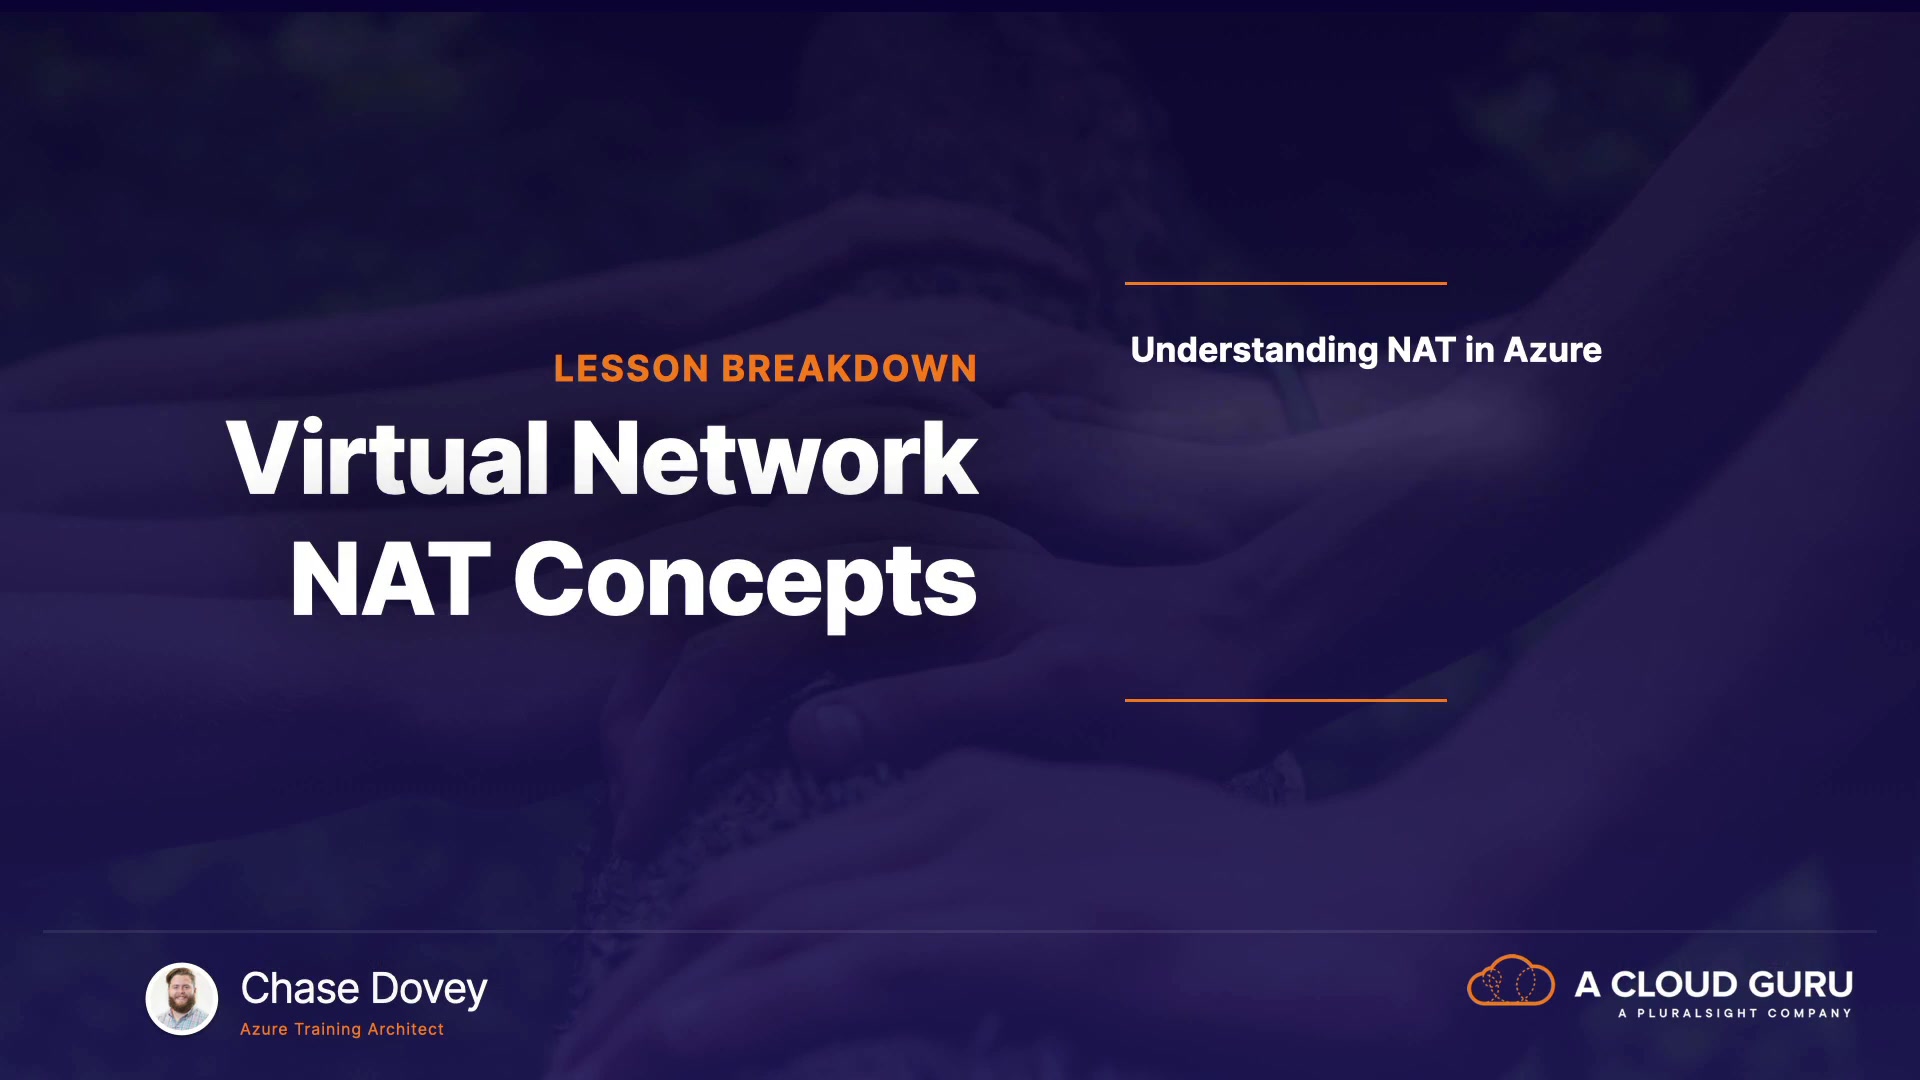 LESSON BREAKDOWN
Virtual Network
NAT Concepts
Understanding NAT in Azure
Chase Dovey
Azure Training Architect
A CLOUD GURU
A PLURALSIGHT COMPANY